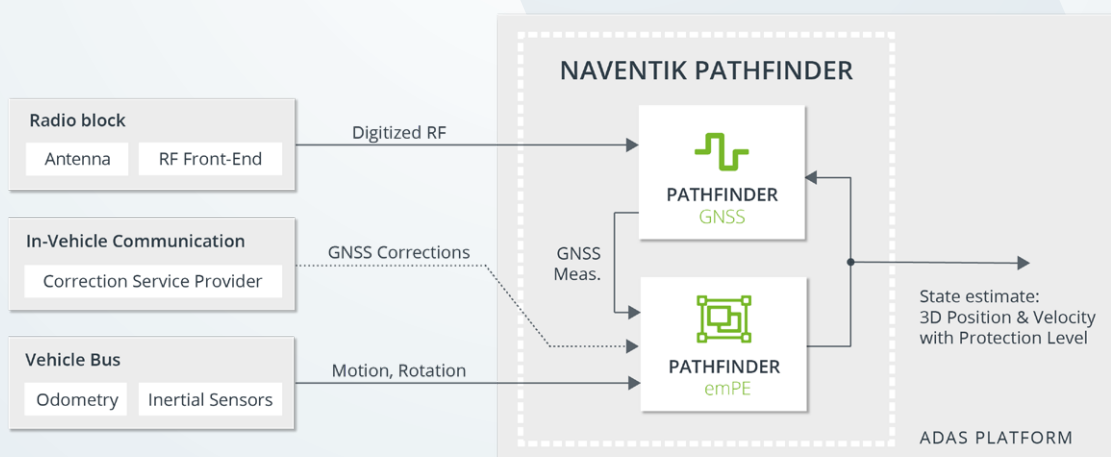 NAVENTIK PATHFINDER
Radio block
Antenna
RF Front-End
Digitized RF
PATHFINDER
GNSS
In-Vehicle Communication
Correction Service Provider
GNSS Corrections
GNSS
Meas.
State estimate:
3D Position & Velocity
with Protection Level
Vehicle Bus
Odometry
Inertial Sensors
Motion, Rotation
PATHFINDER
emPE
ADAS PLATFORM